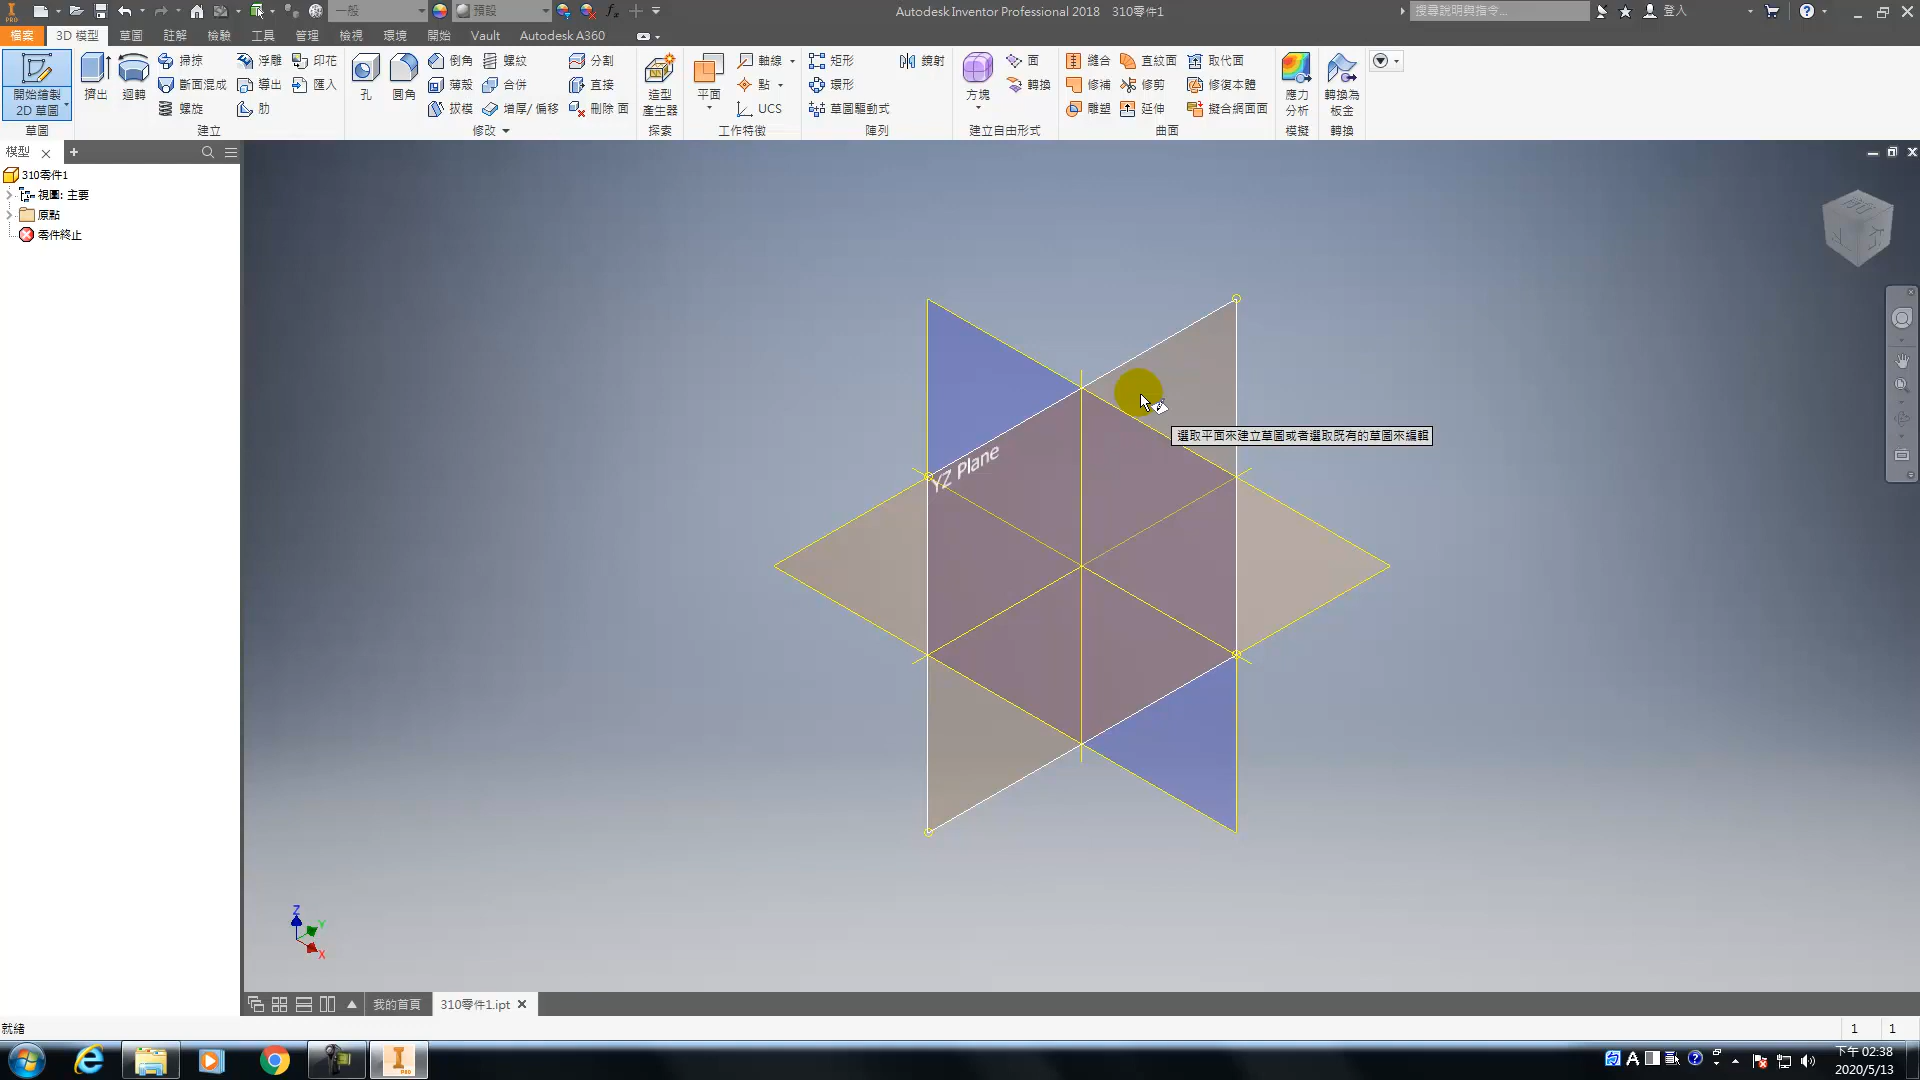 一般
預設
Autodesk Inventor Professional 2018 310零件1
搜尋說明與指令...
登入
檔案 3D 模型 草圖 註解 檢驗 工具 管理 檢視 環境 開始 Vault Autodesk A360
開始繪製
2D 草圖
草圖
擠出
迴轉
掃掠
斷面混成
螺旋
浮雕
導出
肋
印花
匯入
建立
孔
圓角
倒角
薄殼
拔模
螺紋
合併
增厚/ 偏移
分割
直接
刪除 面
修改
造型
產生器
探索
平面
軸線
點
UCS
工作特徵
矩形
環形
草圖驅動式
鏡射
陣列
方塊
面
轉換
建立自由形式
縫合
修補
雕塑
直紋面
修剪
延伸
取代面
修復本體
擬合網面面
曲面
應力
分析
模擬
轉換為
板金
轉換
模型
310零件1
視圖: 主要
原點
零件終止
YZ Plane
選取平面來建立草圖或者選取既有的草圖來編輯
Z
Y
X
我的首頁
310零件1.ipt
就緒
1 1
下午 02:38
2020/5/13